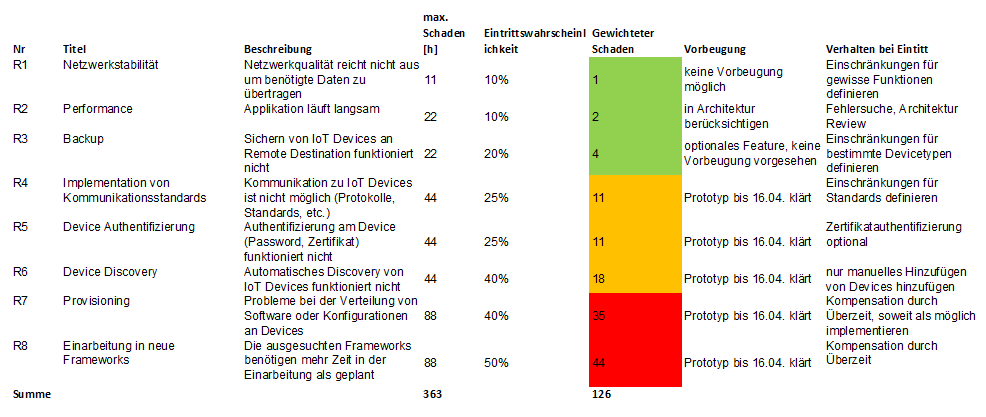 max.
Schaden Eintrittswahrscheinl Gewichteter
Nr Titel Beschreibung [h] ichkeit Schaden Vorbeugung Verhalten bei Eintitt
R1 Netzwerkstabilität Netzwerkqualität reicht nicht aus um benötigte Daten zu übertragen 11 10% 1 keine Vorbeugung möglich Einschränkungen für gewisse Funktionen definieren
R2 Performance Applikation läuft langsam 22 10% 2 in Architektur berücksichtigen Fehlersuche, Architektur Review
R3 Backup Sichern von IoT Devices an Remote Destination funktioniert nicht 22 20% 4 optionales Feature, keine Vorbeugung vorgesehen Einschränkungen für bestimmte Devicetypen definieren
R4 Implementation von Kommunikationsstandards Kommunikation zu IoT Devices ist nicht möglich (Protokolle, Standards, etc.) 44 25% 11 Prototyp bis 16.04. klärt Einschränkungen für Standards definieren
R5 Device Authentifizierung Authentifizierung am Device (Password, Zertifikat) funktioniert nicht 44 25% 11 Prototyp bis 16.04. klärt Zertifikatauthentifizierung optional
R6 Device Discovery Automatisches Discovery von IoT Devices funktioniert nicht 44 40% 18 Prototyp bis 16.04. klärt nur manuelles Hinzufügen von Devices hinzufügen
R7 Provisioning Probleme bei der Verteilung von Software oder Konfigurationen an Devices 88 40% 35 Prototyp bis 16.04. klärt Kompensation durch Überzeit, soweit als möglich implementieren
R8 Einarbeitung in neue Frameworks Die ausgesuchten Frameworks benötigen mehr Zeit in der Einarbeitung als geplant 88 50% 44 Prototyp bis 16.04. klärt Kompensation durch Überzeit
Summe 363 126